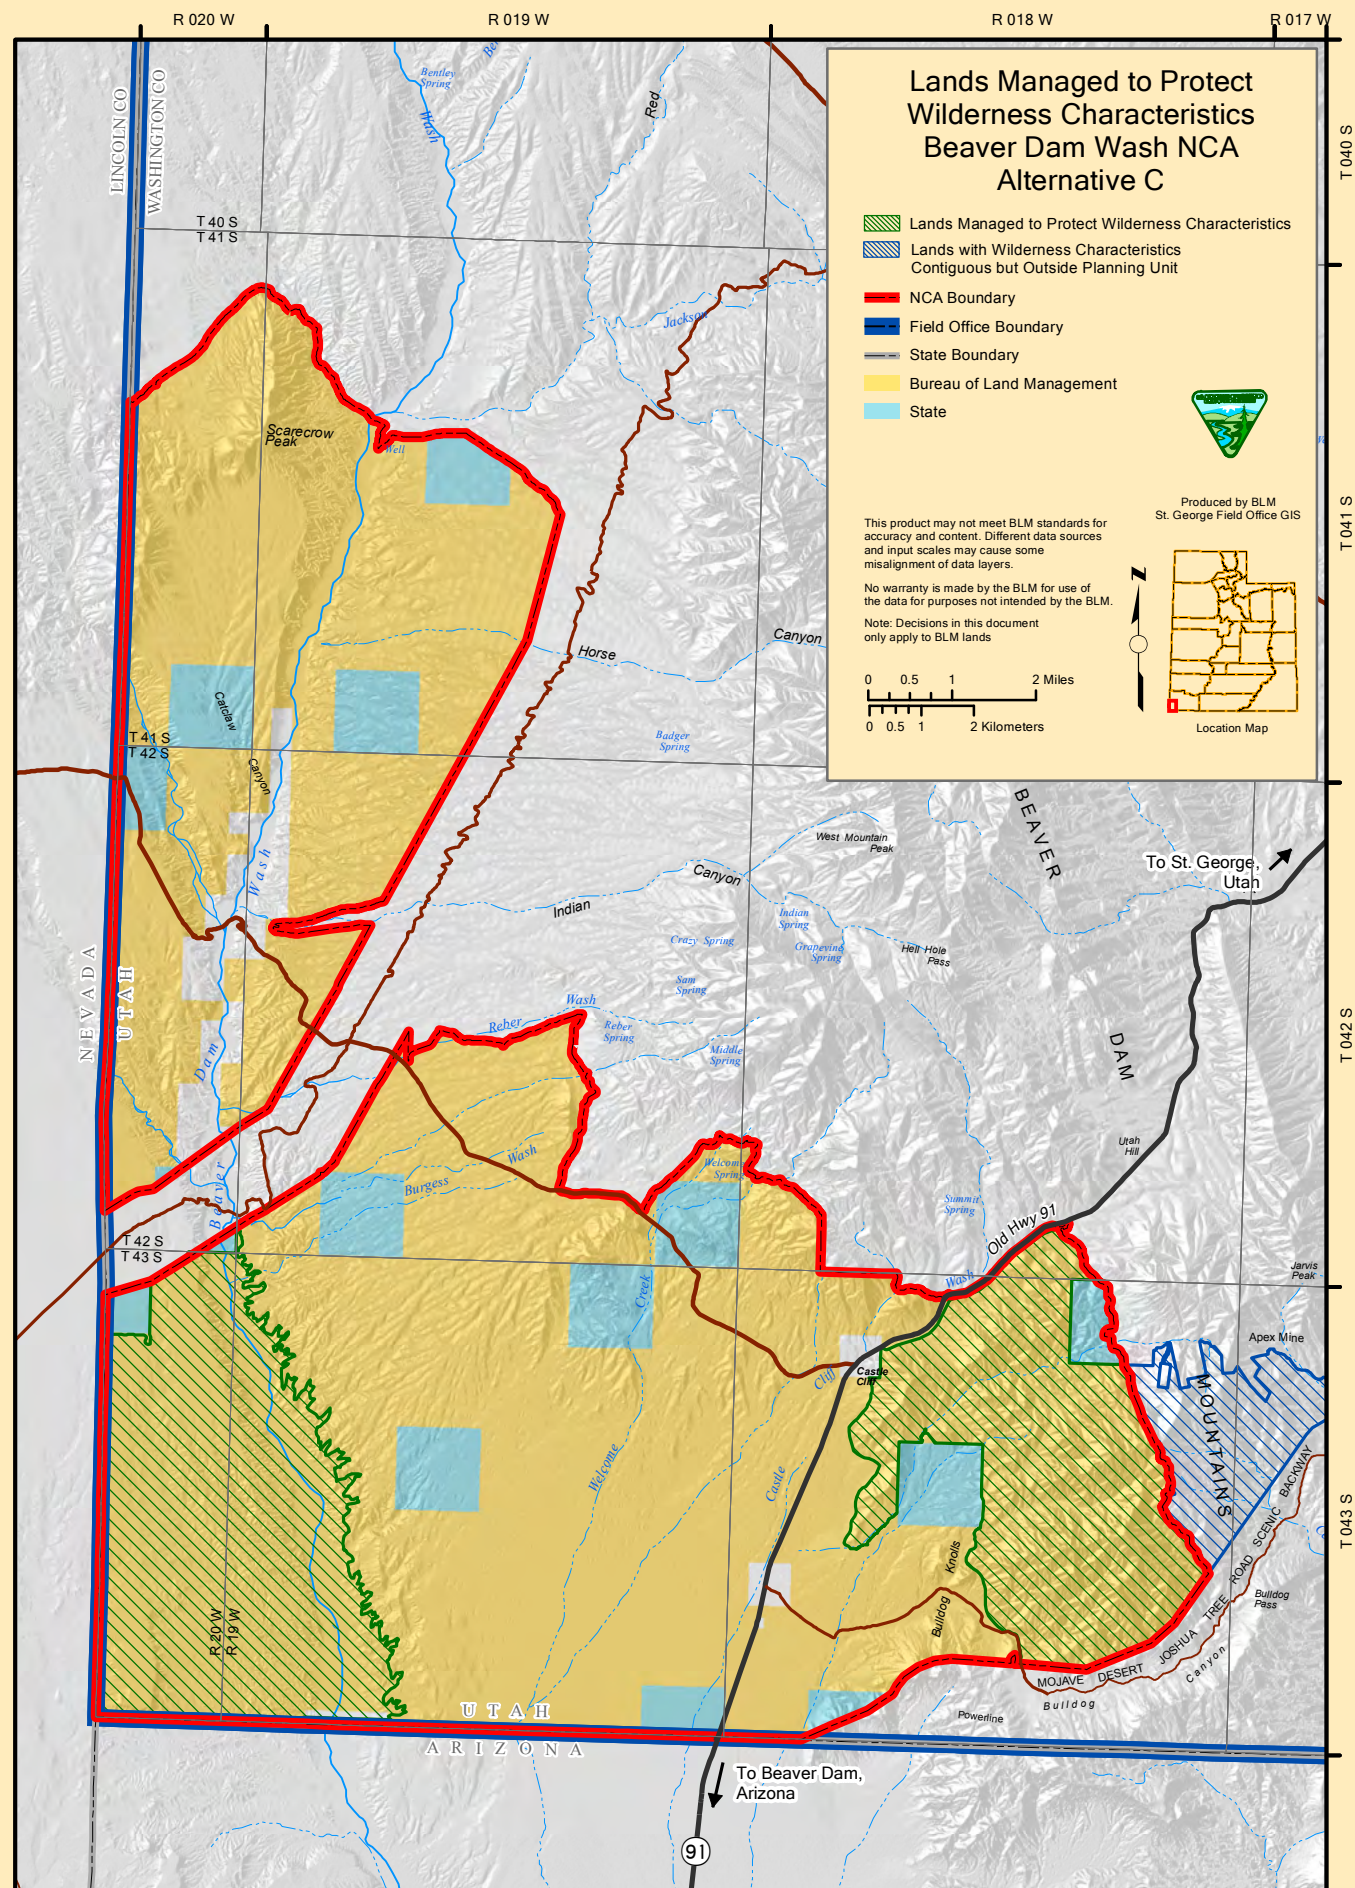 R 020 W
R 019 W
R 018 W
R 017 W
Lands Managed to Protect
Wilderness Characteristics
Beaver Dam Wash NCA
Alternative C
Lands Managed to Protect Wilderness Characteristics
Lands with Wilderness Characteristics
Contiguous but Outside Planning Unit
NCA Boundary
Field Office Boundary
State Boundary
Bureau of Land Management
State
Produced by BLM
St. George Field Office GIS
This product may not meet BLM standards for
accuracy and content. Different data sources
and input scales may cause some
misalignment of data layers.
No warranty is made by the BLM for use of
the data for purposes not intended by the BLM.
Note: Decisions in this document
only apply to BLM lands
N
0 0.5 1 2 Miles
0 0.5 1 2 Kilometers
Location Map
T 040 S
T 041 S
T 042 S
T 043 S
LINCOLN CO
WASHINGTON CO
Bentley
Spring
Wash
Red
T 40 S
T 41 S
Jackson
Scarecrow
Peak
Well
Horse
Canyon
Catclaw
Canyon
Badger
Spring
T 41 S
T 42 S
West Mountain
Peak
BEAVER
To St. George,
Utah
Wash
Canyon
Indian
Indian
Spring
Crazy Spring
Grapevine
Spring
Hell Hole
Pass
Sam
Spring
NEVADA
UTAH
Wash
Reber
Reber
Spring
Middle
Spring
Dam
DAM
Utah
Hill
Welcome
Spring
Wash
Burgess
Beaver
Summit
Spring
Old Hwy 91
T 42 S
T 43 S
Wash
Jarvis
Peak
Creek
Apex Mine
Castle
Cliff
Cliff
MOUNTAINS
Welcome
Castle
Knolls
Bulldog
MOJAVE DESERT JOSHUA TREE ROAD SCENIC BACKWAY
Bulldog
Pass
R 20 W
R 19 W
Canyon
Bulldog
Powerline
UTAH
ARIZONA
To Beaver Dam,
Arizona
91